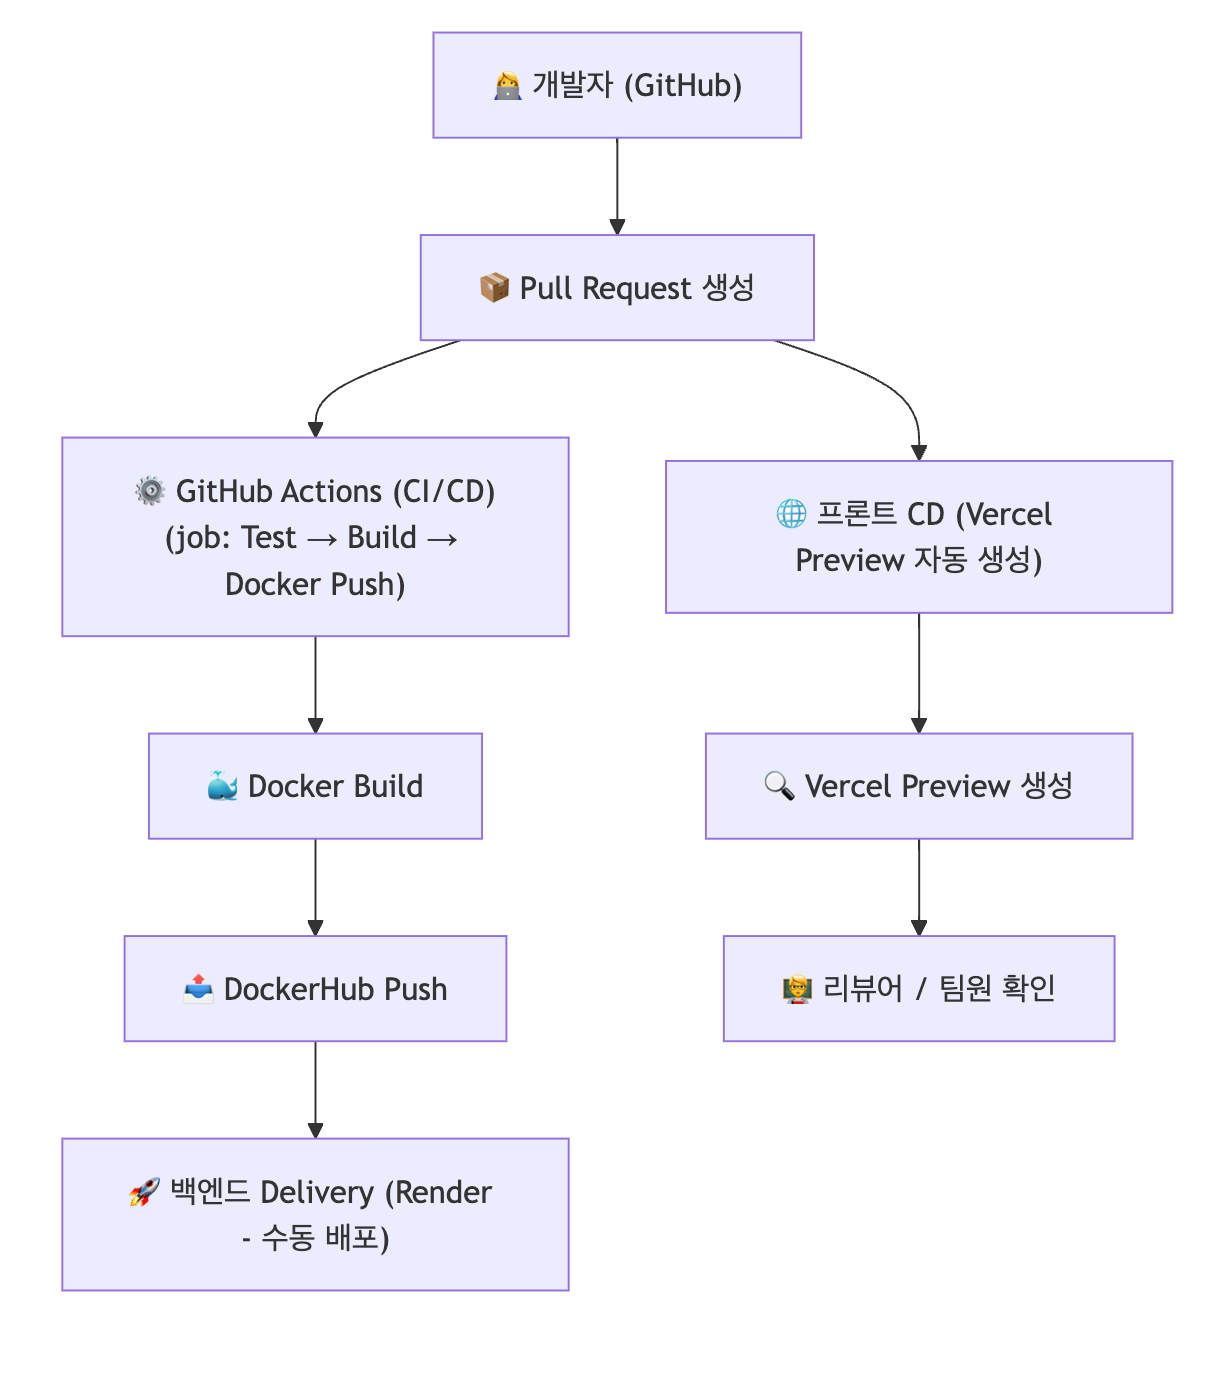 👩‍💻 개발자 (GitHub)
📦 Pull Request 생성
⚙️ GitHub Actions (CI/CD)
(job: Test → Build →
Docker Push)
🌐 프론트 CD (Vercel
Preview 자동 생성)
🐳 Docker Build
🔍 Vercel Preview 생성
📤 DockerHub Push
👨‍🏫 리뷰어 / 팀원 확인
🚀 백엔드 Delivery (Render
- 수동 배포)